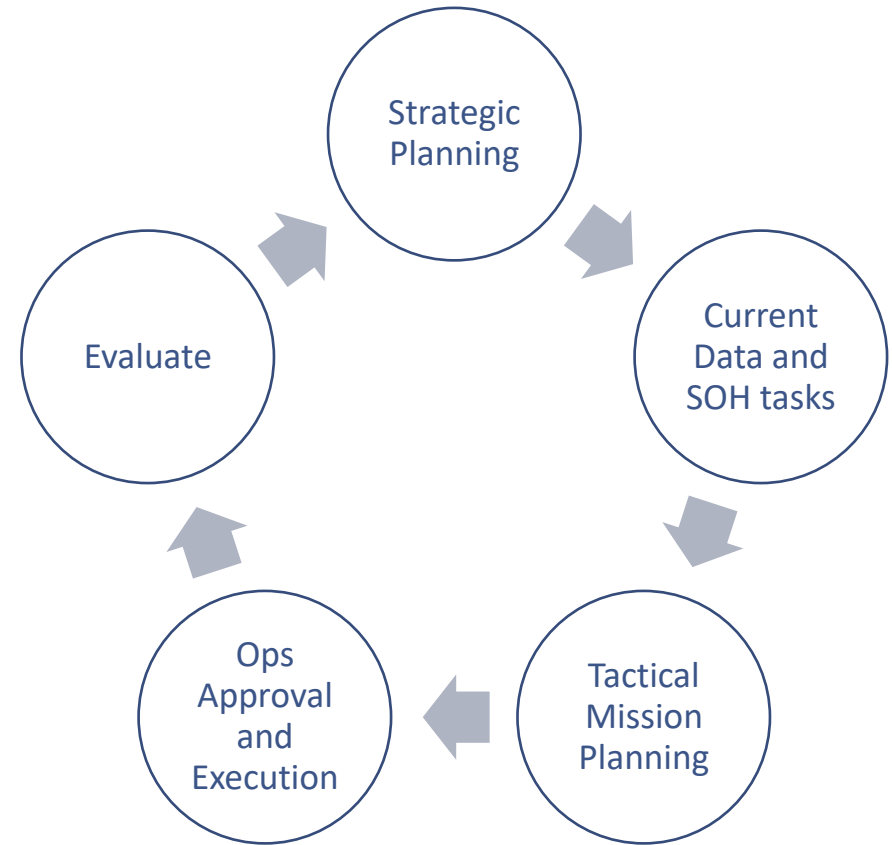 Strategic
Planning
Current
Data and
SOH tasks
Tactical
Mission
Planning
Ops
Approval
and
Execution
Evaluate